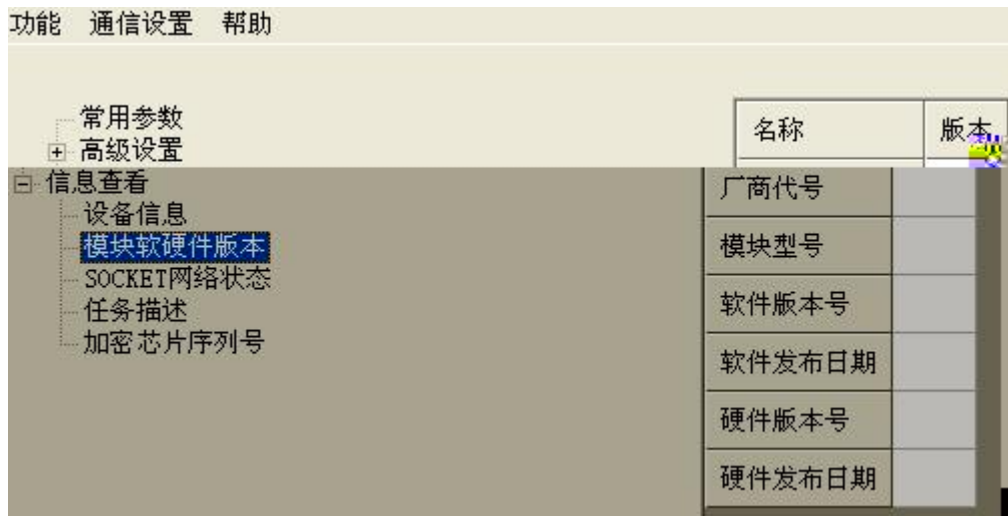 功能 通信设置 帮助
常用参数
高级设置
信息查看
设备信息
模块软硬件版本
SOCKET网络状态
任务描述
加密芯片序列号
名称 版本
厂商代号
模块型号
软件版本号
软件发布日期
硬件版本号
硬件发布日期